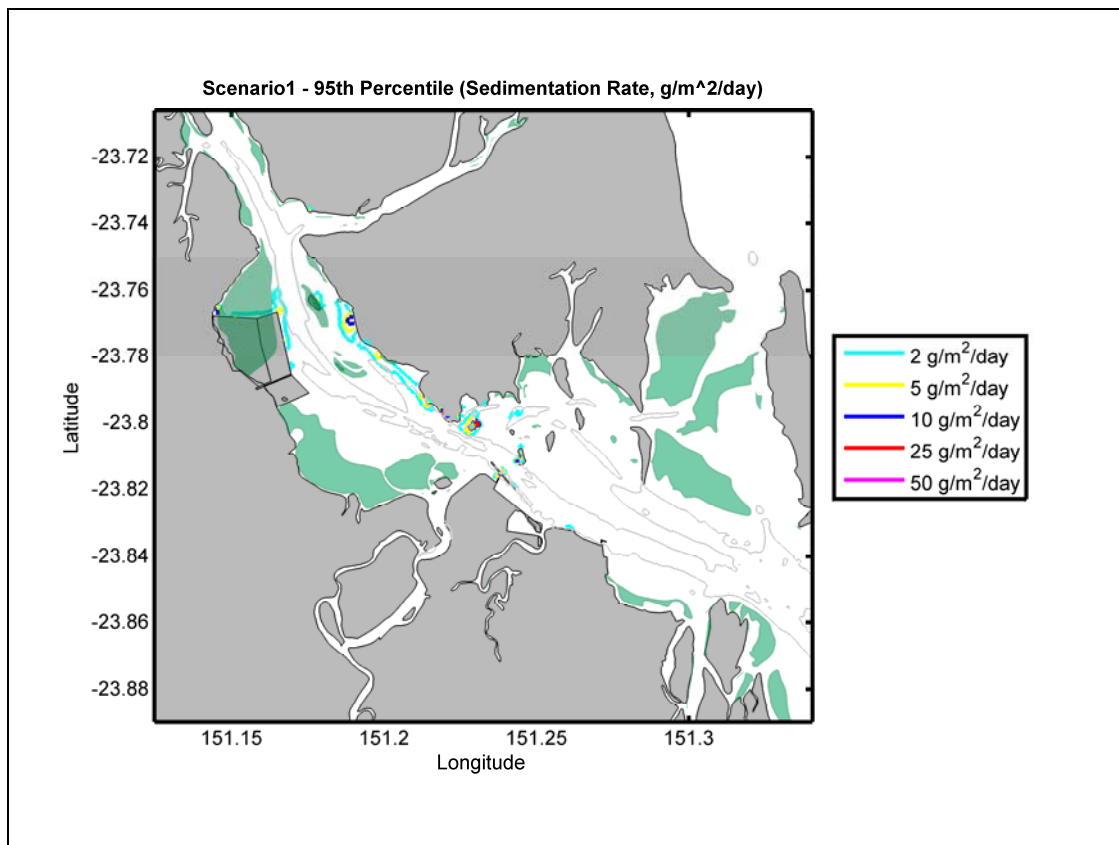 Scenario1 - 95th Percentile (Sedimentation Rate, g/m^2/day)
-23.72
-23.74
-23.76
-23.78
-23.8
-23.82
-23.84
-23.86
-23.88
Latitude
151.15 151.2 151.25 151.3
Longitude
2 g/m²/day
5 g/m²/day
10 g/m²/day
25 g/m²/day
50 g/m²/day